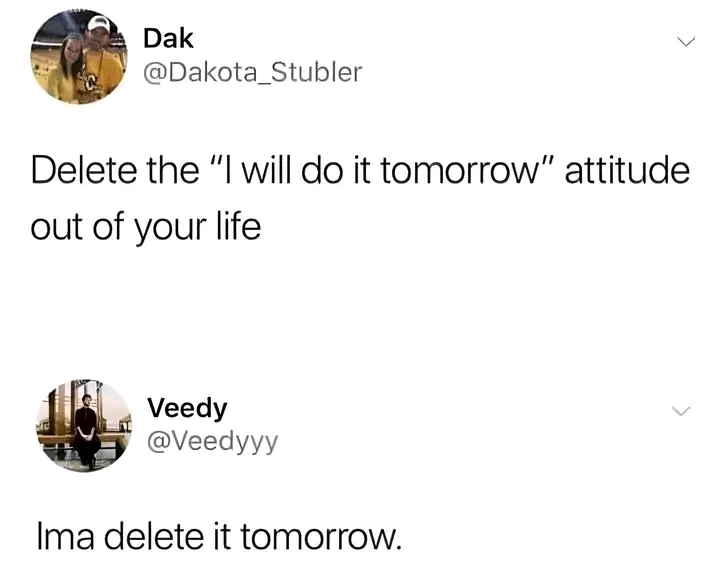 Dak
@Dakota_Stubler
Delete the "I will do it tomorrow" attitude
out of your life
Veedy
@Veedyyy
Ima delete it tomorrow.